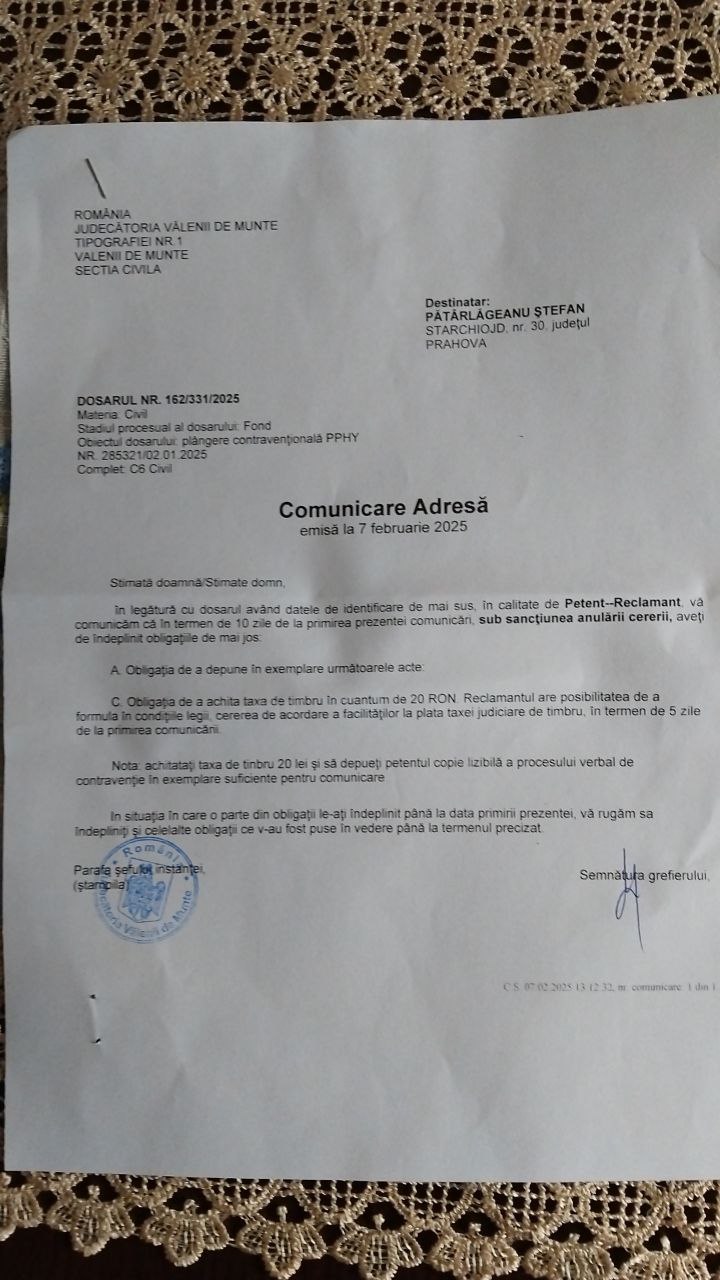 ROMÂNIA
JUDECĂTORIA VĂLENII DE MUNTE
TIPOGRAFIEI NR.1
VALENII DE MUNTE
SECTIA CIVILA
Destinatar:
PĂTÂRLĂGEANU ŞTEFAN
STARCHIOJD, nr. 30, judeţul
PRAHOVA
DOSARUL NR. 162/331/2025
Materia: Civil
Stadiul procesual al dosarului: Fond
Obiectul dosarului: plângere contravenţională PPHY
NR. 285321/02.01.2025
Complet: C6 Civil
Comunicare Adresă
emisă la 7 februarie 2025
Stimată doamnă/Stimate domn,
în legătură cu dosarul având datele de identificare de mai sus, în calitate de Petent--Reclamant, vă
comunicăm că în termen de 10 zile de la primirea prezentei comunicări, sub sancţiunea anulării cererii, aveţi
de îndeplinit obligaţiile de mai jos:
A. Obligaţia de a depune în exemplare următoarele acte:
C. Obligaţia de a achita taxa de timbru în cuantum de 20 RON. Reclamantul are posibilitatea de a
formula în condiţiile legii, cererea de acordare a facilităţilor la plata taxei judiciare de timbru, în termen de 5 zile
de la primirea comunicării.
Nota: achitataţi taxa de tinbru 20 lei şi să depueţi petentul copie lizibilă a procesului verbal de
contravenţie în exemplare suficiente pentru comunicare
In situaţia în care o parte din obligaţii le-aţi îndeplinit până la data primirii prezentei, vă rugăm sa
îndepliniţi şi celelalte obligaţii ce v-au fost puse în vedere până la termenul precizat.
Parafa şefului instanţei,
(ştampila)
Semnătura grefierului,
România
Judecătoria Vălenii de Munte
C.S. 07.02.2025 13:12:32, nr. comunicare: 1 din 1